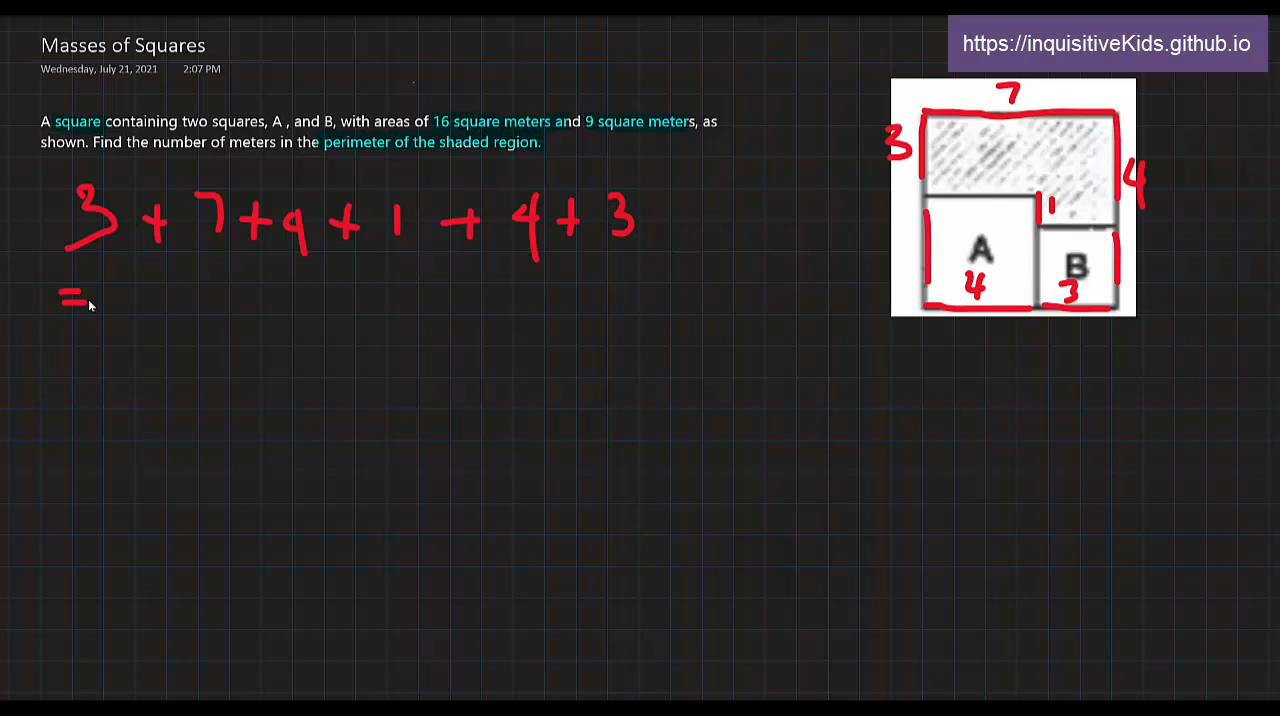 Masses of Squares
https://inquisitiveKids.github.io
Wednesday, July 21, 2021 2:07 PM
A square containing two squares, A , and B, with areas of 16 square meters and 9 square meters, as
shown. Find the number of meters in the perimeter of the shaded region.
7
3
4
3 + 7 + 4 + 1 + 4 + 3
1
A
B
4
3
=